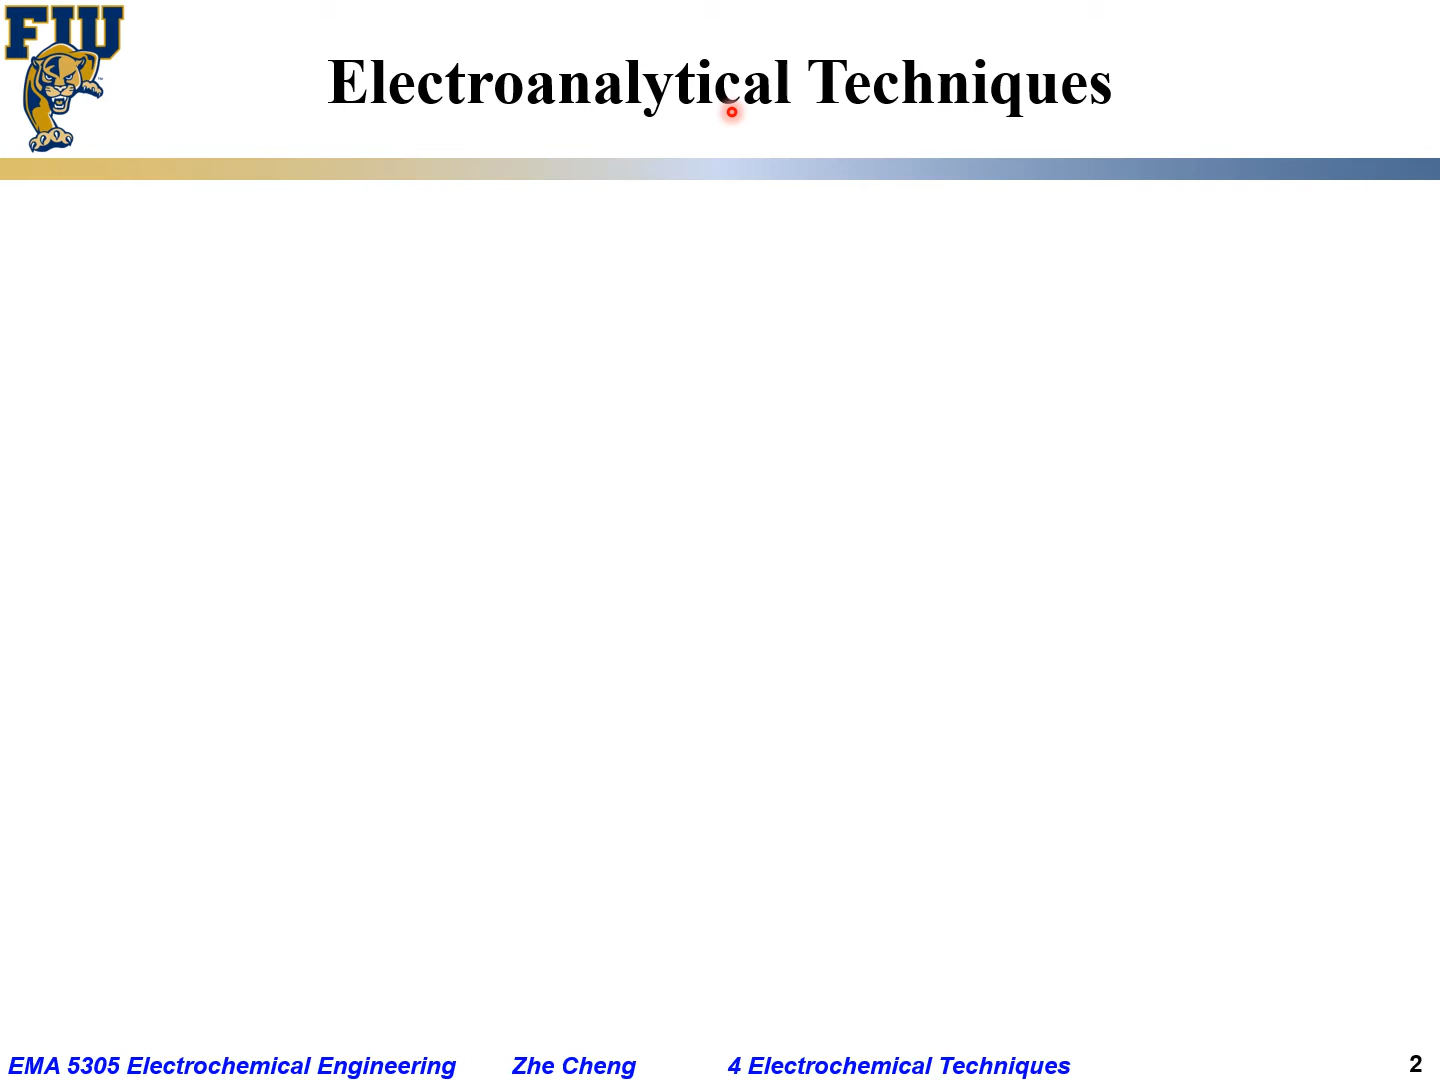 FIU
Electroanalytical Techniques
EMA 5305 Electrochemical Engineering Zhe Cheng 4 Electrochemical Techniques 2